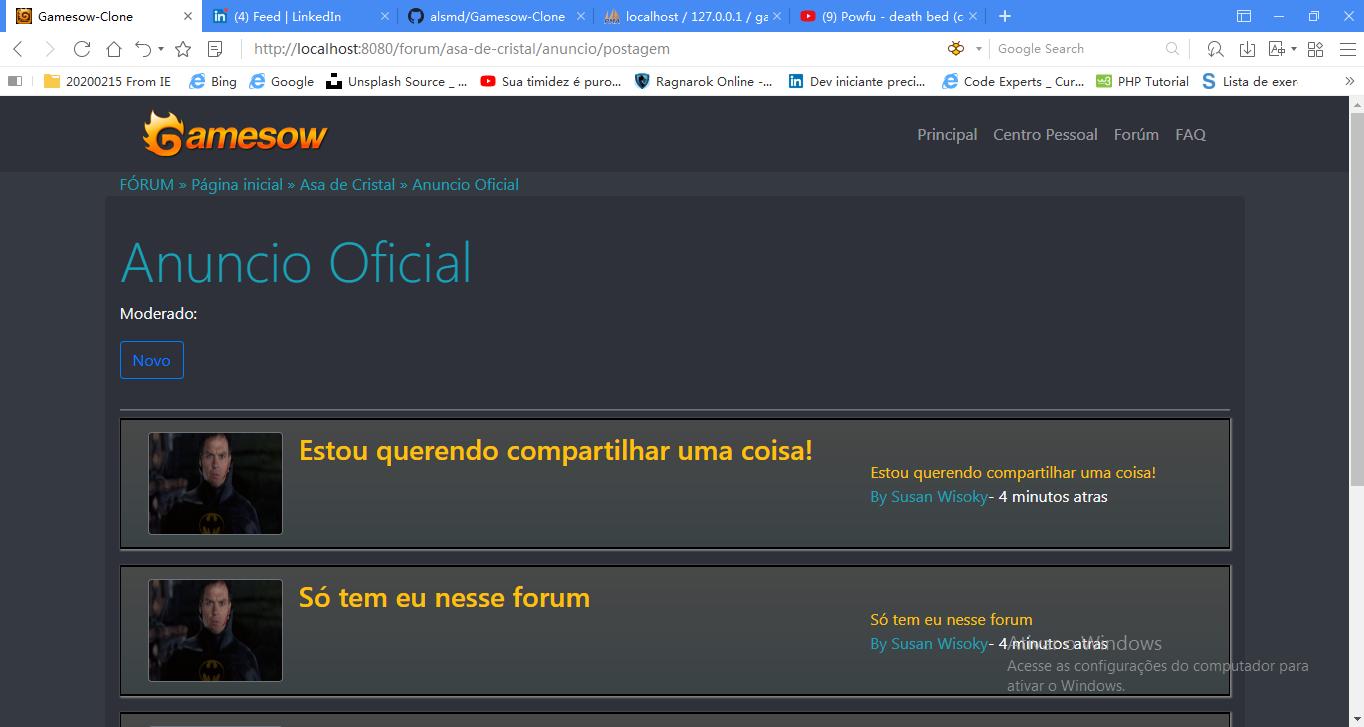 Gamesow-Clone
(4) Feed | LinkedIn
alsmd/Gamesow-Clone
localhost / 127.0.0.1 / ga
(9) Powfu - death bed (c
http://localhost:8080/forum/asa-de-cristal/anuncio/postagem
Google Search
20200215 From IE
Bing
Google
Unsplash Source _ ...
Sua timidez é puro...
Ragnarok Online -...
Dev iniciante preci...
Code Experts _ Cur...
PHP Tutorial
Lista de exer
Gamesow
Principal
Centro Pessoal
Forúm
FAQ
FÓRUM » Página inicial » Asa de Cristal » Anuncio Oficial
Anuncio Oficial
Moderado:
Novo
Estou querendo compartilhar uma coisa!
Estou querendo compartilhar uma coisa!
By Susan Wisoky- 4 minutos atras
Só tem eu nesse forum
Só tem eu nesse forum
By Susan Wisoky- 4 minutos atras
Ativar o Windows
Acesse as configurações do computador para
ativar o Windows.